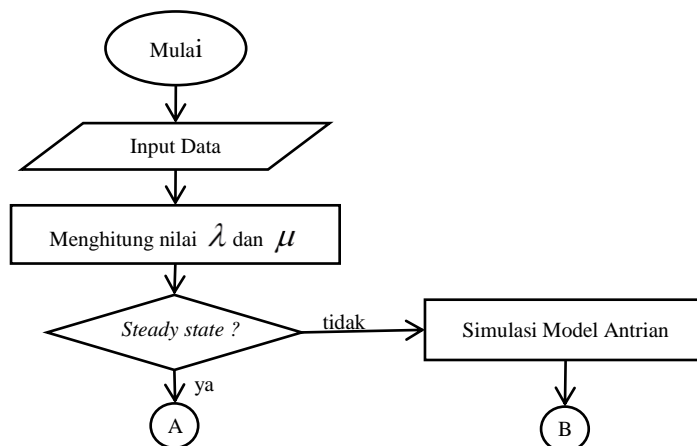 Mulai
Input Data
Menghitung nilai λ dan μ
Steady state ?
tidak
Simulasi Model Antrian
ya
A
B